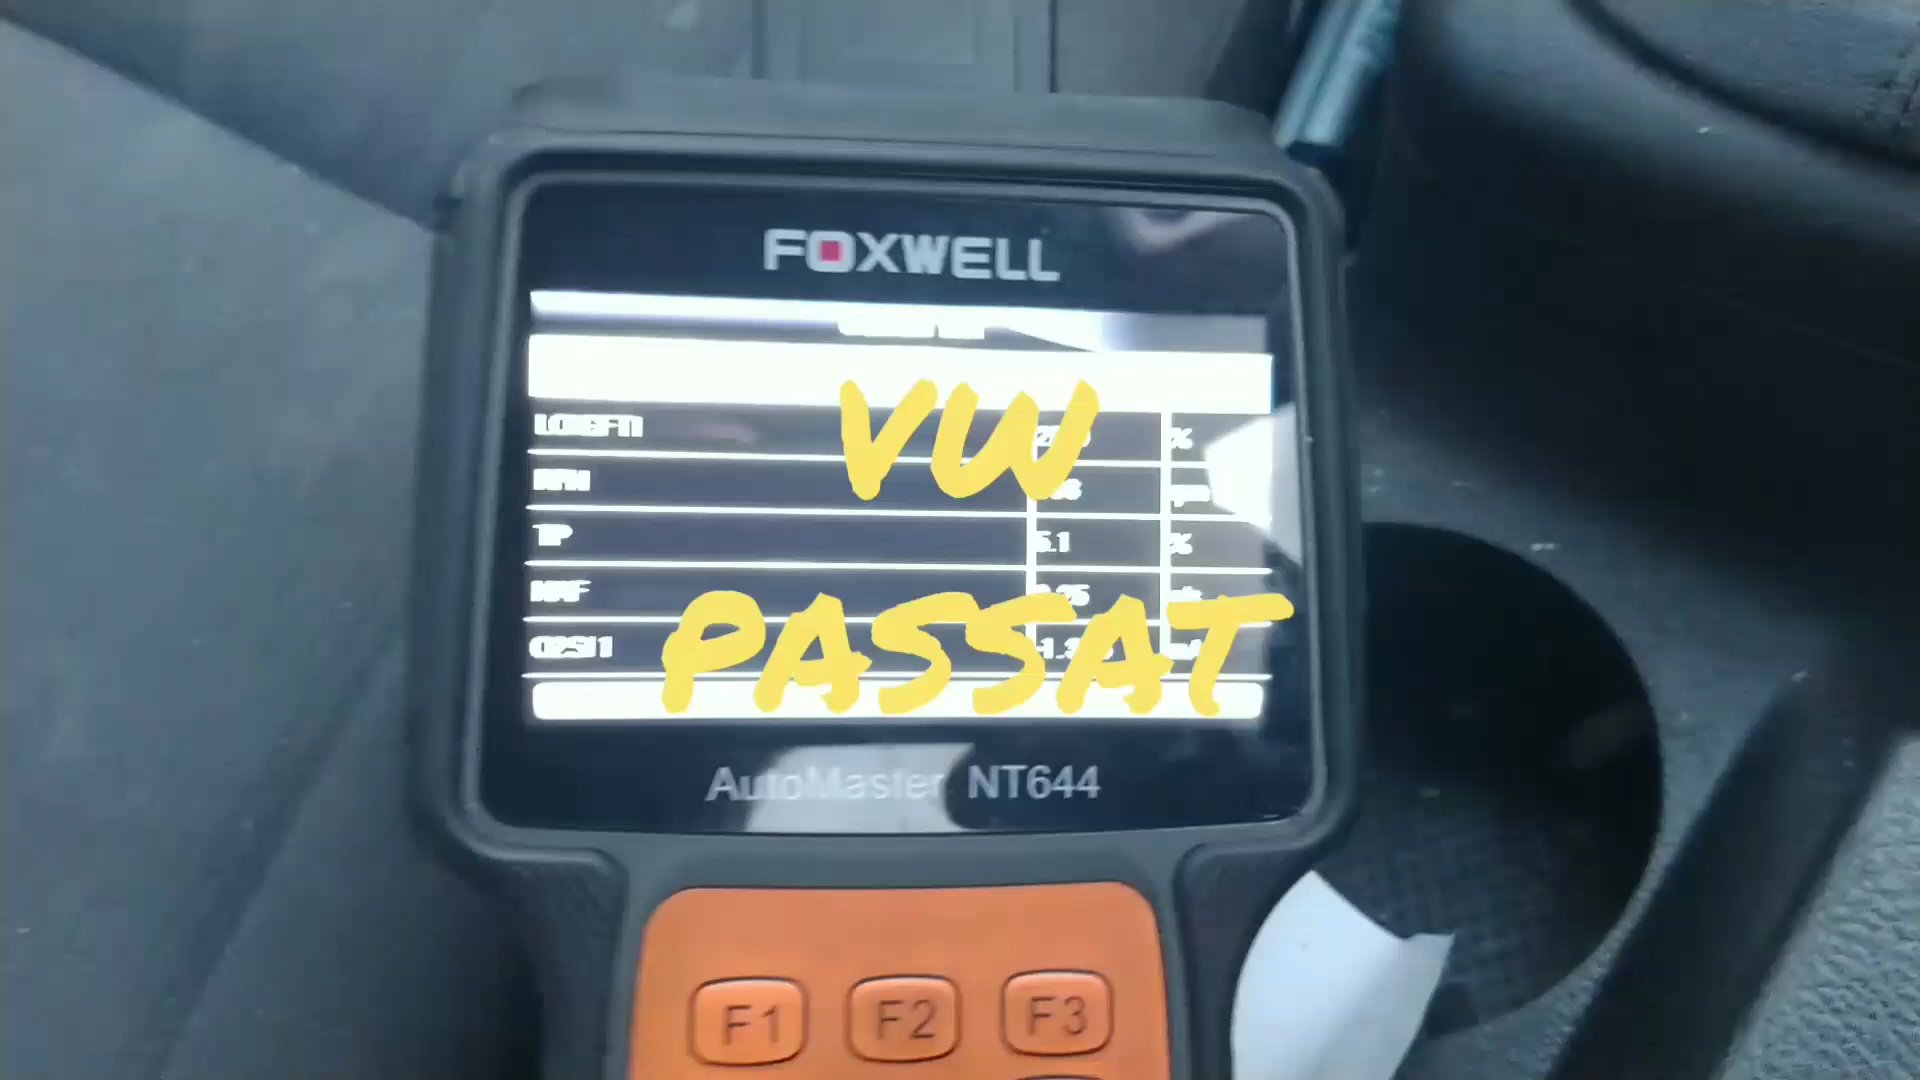 FOXWELL
VW
LONGFT1
RPM
TP 5.1 %
MAF
PASSAT
O2S11
AutoMaster NT644
F1 F2 F3